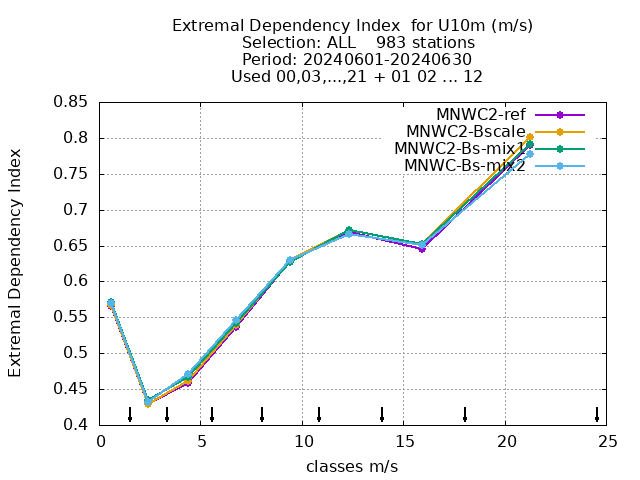 Extremal Dependency Index  for U10m (m/s)
Selection: ALL    983 stations
Period: 20240601-20240630
Used 00,03,...,21 + 01 02 ... 12
Extremal Dependency Index
0.85
0.8
0.75
0.7
0.65
0.6
0.55
0.5
0.45
0.4
MNWC2-ref
MNWC2-Bscale
MNWC2-Bs-mix1
MNWC-Bs-mix2
0
5
10
15
20
25
classes m/s